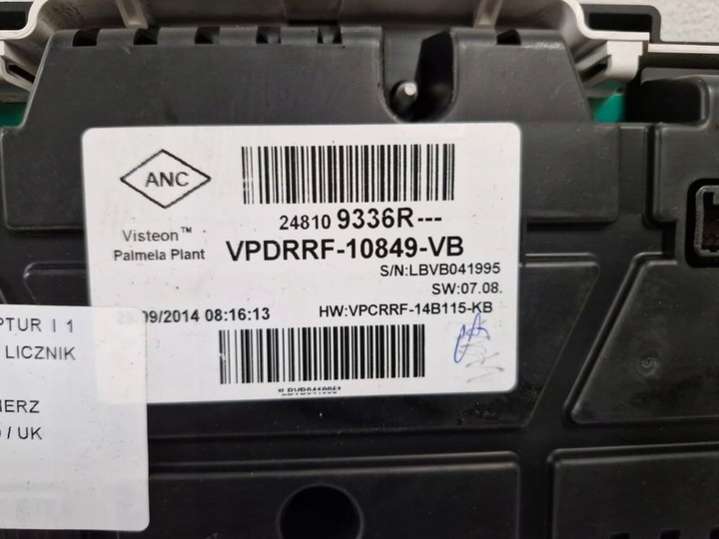 ANC
24810 9336R---
Visteon™
Palmela Plant
VPDRRF-10849-VB
S/N:LBVB041995
SW:07.08.
/09/2014 08:16:13
HW:VPCRRF-14B115-KB
PTUR I 1
LICZNIK
NERZ
/ UK